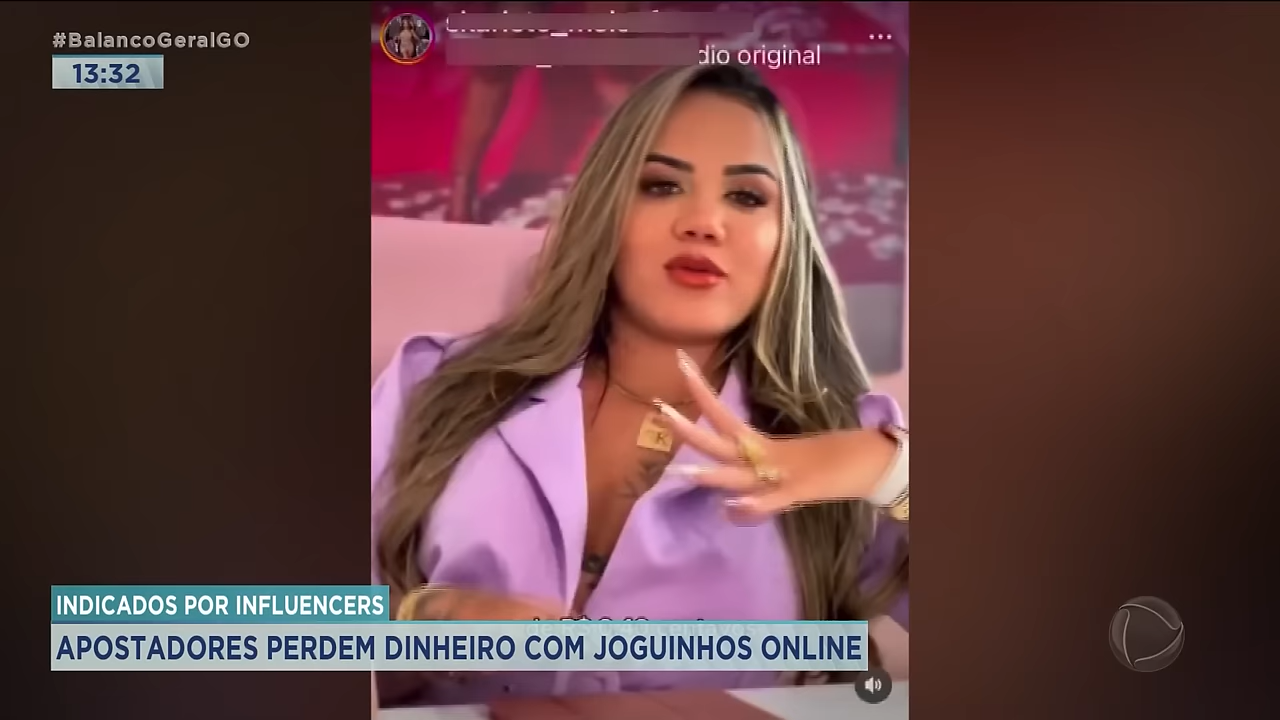 #BalancoGeralGO
13:32
dio original
K
INDICADOS POR INFLUENCERS
APOSTADORES PERDEM DINHEIRO COM JOGUINHOS ONLINE